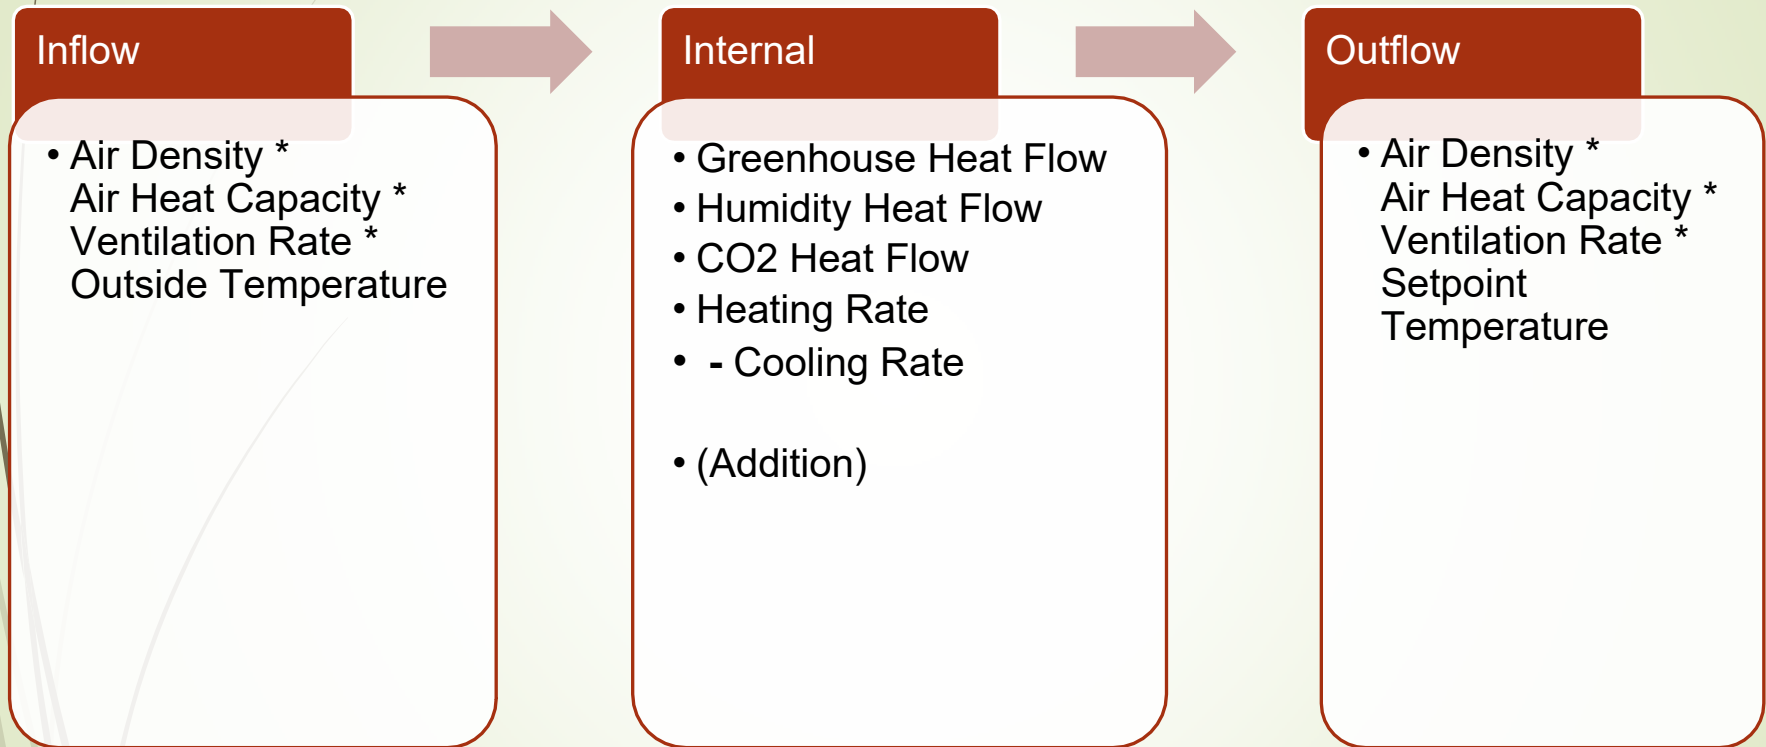 Inflow
• Air Density *
Air Heat Capacity *
Ventilation Rate *
Outside Temperature
Internal
• Greenhouse Heat Flow
• Humidity Heat Flow
• CO2 Heat Flow
• Heating Rate
• - Cooling Rate
• (Addition)
Outflow
• Air Density *
Air Heat Capacity *
Ventilation Rate *
Setpoint
Temperature